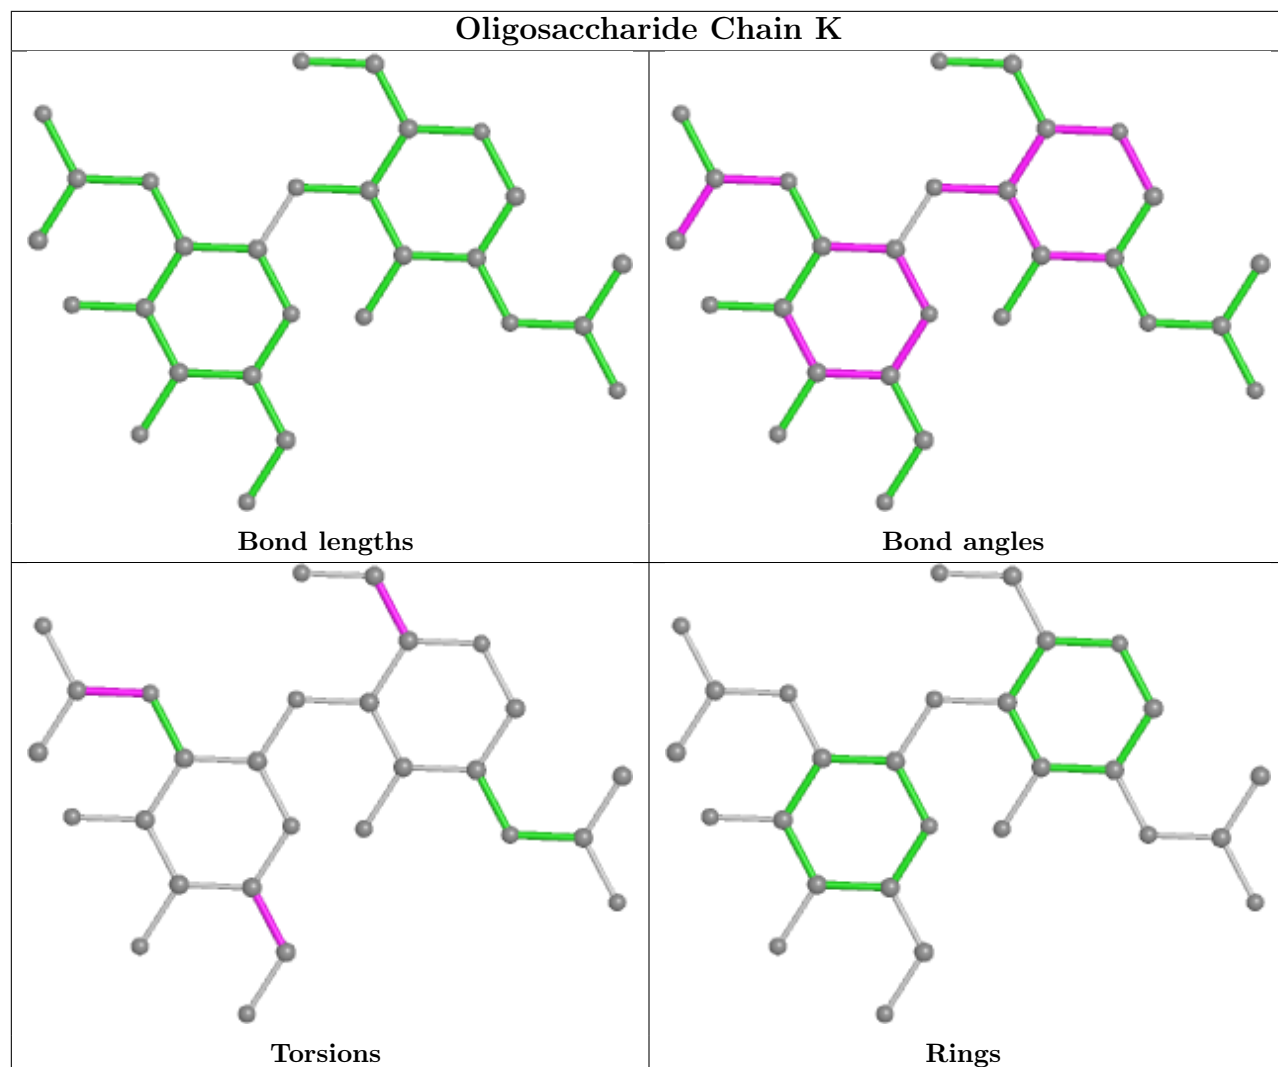 Oligosaccharide Chain K
Bond lengths
Bond angles
Torsions
Rings